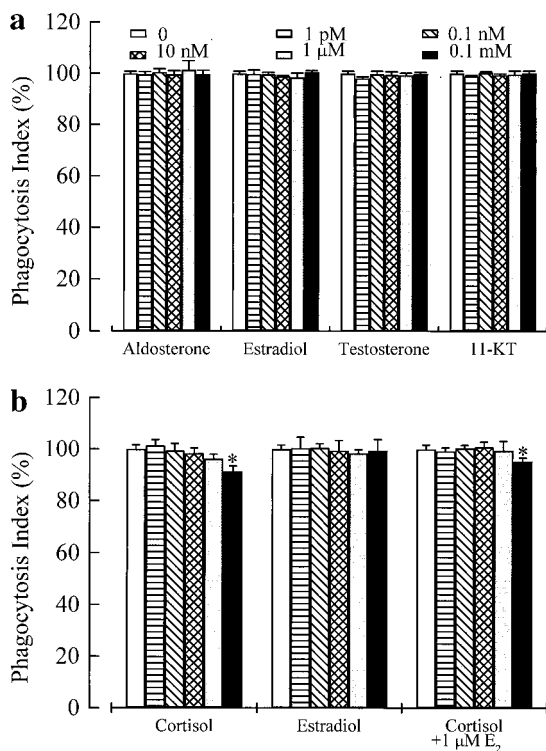 a
0
1 pM
0.1 nM
10 nM
1 µM
0.1 mM
Phagocytosis Index (%)
120
100
80
60
40
20
0
Aldosterone
Estradiol
Testosterone
11-KT
b
Phagocytosis Index (%)
120
100
80
60
40
20
0
*
*
Cortisol
Estradiol
Cortisol
+1 µM E₂